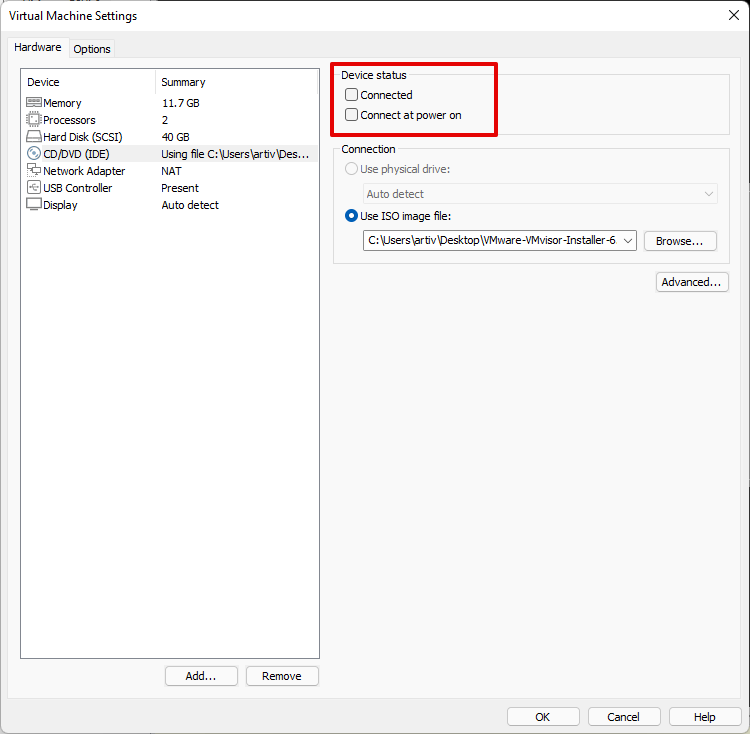 Virtual Machine Settings
Hardware Options
Device Summary
Memory 11.7 GB
Processors 2
Hard Disk (SCSI) 40 GB
CD/DVD (IDE) Using file C:\Users\artiv\Des...
Network Adapter NAT
USB Controller Present
Display Auto detect
Add... Remove
Device status
Connected
Connect at power on
Connection
Use physical drive:
Auto detect
Use ISO image file:
C:\Users\artiv\Desktop\VMware-VMvisor-Installer-6. Browse...
Advanced...
OK Cancel Help